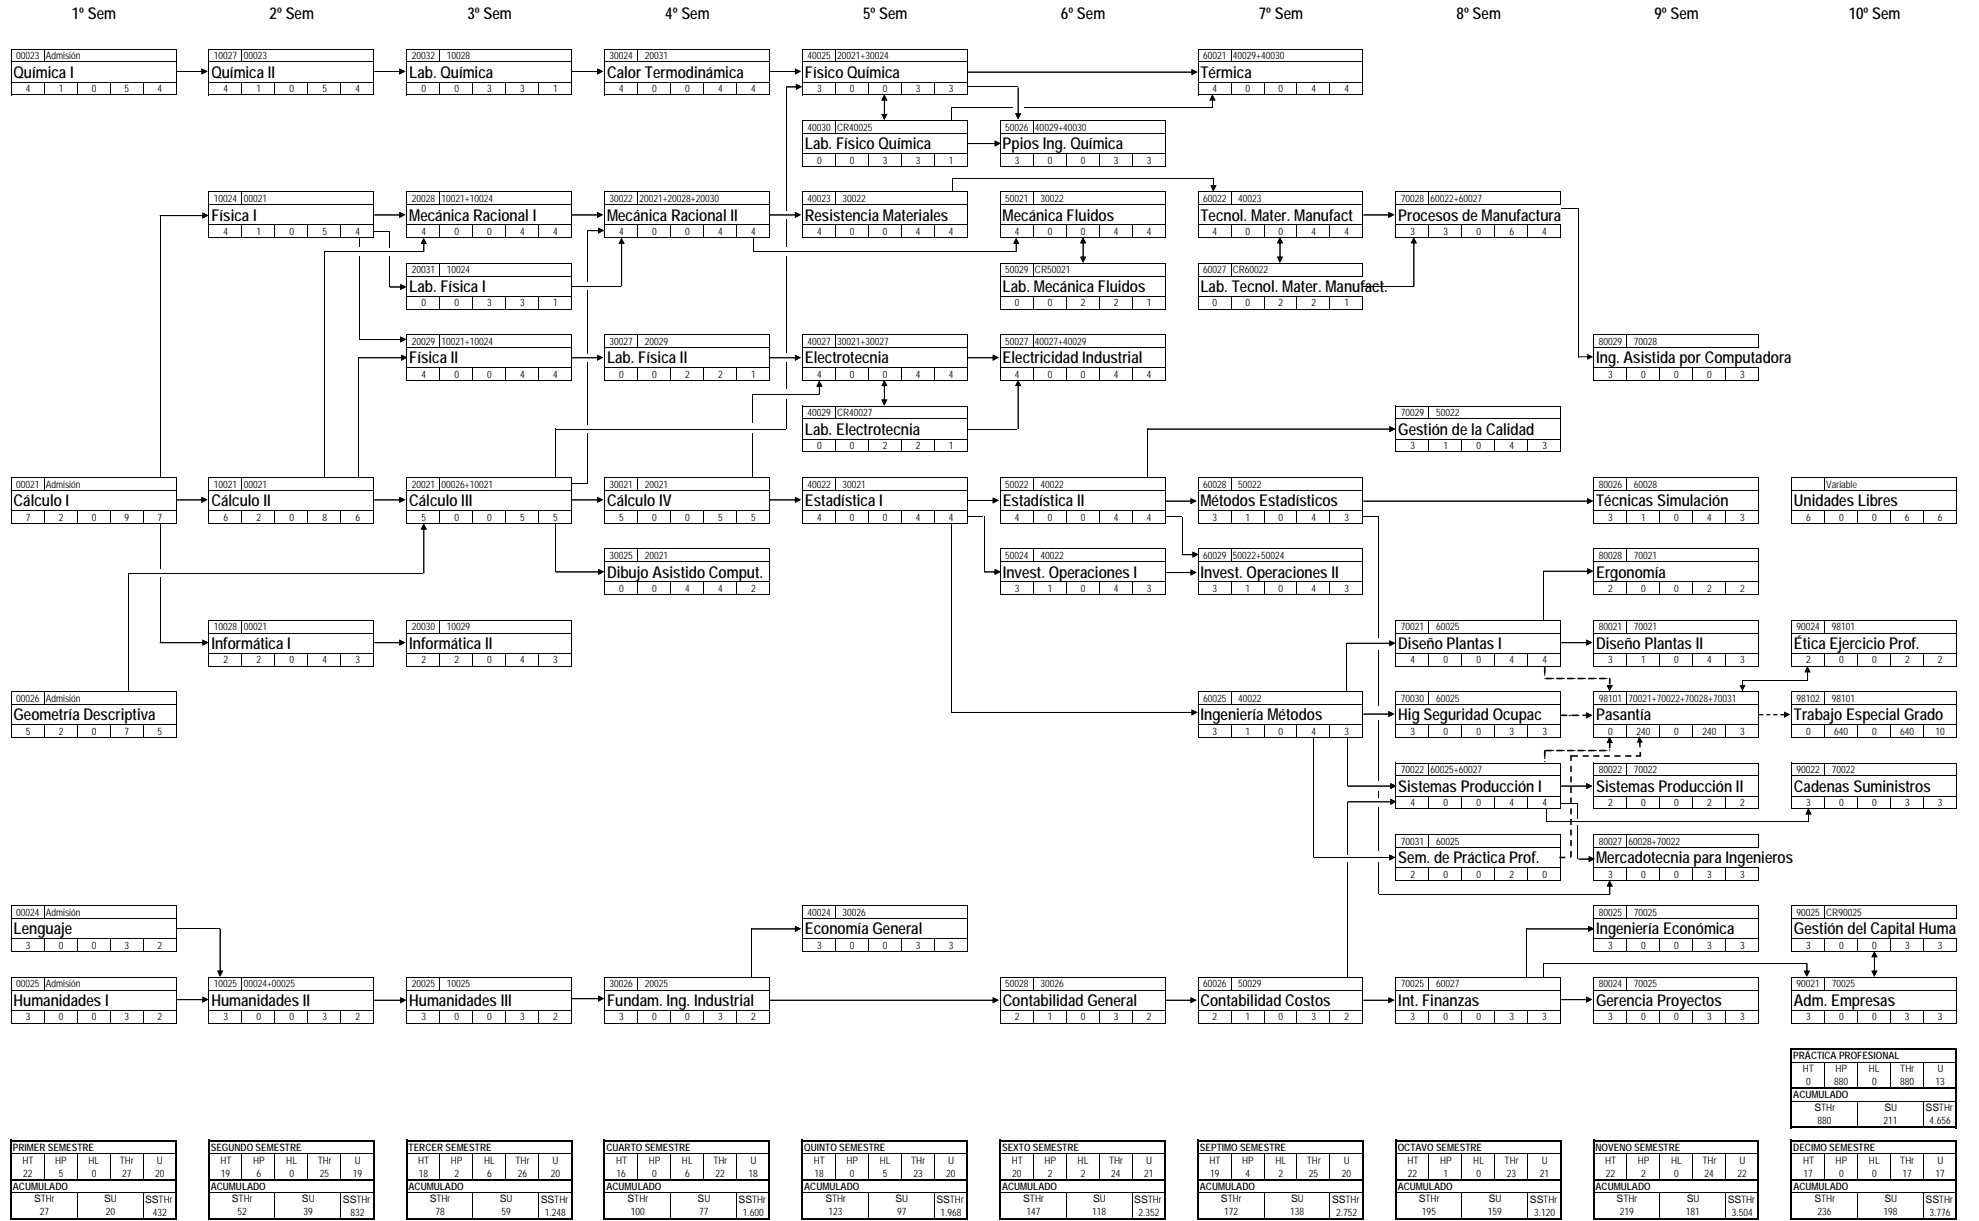 1º Sem 2º Sem 3º Sem 4º Sem 5º Sem 6º Sem 7º Sem 8º Sem 9º Sem 10º Sem
00023 Admisión
Química I
4 1 0 5 4
10027 00023
Química II
4 1 0 5 4
20032 10028
Lab. Química
0 0 3 3 1
30024 20031
Calor Termodinámica
4 0 0 4 4
40025 20021+30024
Físico Química
3 0 0 3 3
60021 40029+40030
Térmica
4 0 0 4 4
40030 CR40025
Lab. Físico Química
0 0 3 3 1
50026 40029+40030
Ppios Ing. Química
3 0 0 3 3
10024 00021
Física I
4 1 0 5 4
20028 10021+10024
Mecánica Racional I
4 0 0 4 4
30022 20021+20028+20030
Mecánica Racional II
4 0 0 4 4
40023 30022
Resistencia Materiales
4 0 0 4 4
50021 30022
Mecánica Fluidos
4 0 0 4 4
60022 40023
Tecnol. Mater. Manufact
4 0 0 4 4
70028 60022+60027
Procesos de Manufactura
3 3 0 6 4
20031 10024
Lab. Física I
0 0 3 3 1
50029 CR50021
Lab. Mecánica Fluidos
0 0 2 2 1
60027 CR60022
Lab. Tecnol. Mater. Manufact.
0 0 2 2 1
20029 10021+10024
Física II
4 0 0 4 4
30027 20029
Lab. Física II
0 0 2 2 1
40027 30021+30027
Electrotecnia
4 0 0 4 4
50027 40027+40029
Electricidad Industrial
4 0 0 4 4
80029 70028
Ing. Asistida por Computadora
3 0 0 0 3
40029 CR40027
Lab. Electrotecnia
0 0 2 2 1
70029 50022
Gestión de la Calidad
3 1 0 4 3
00021 Admisión
Cálculo I
7 2 0 9 7
10021 00021
Cálculo II
6 2 0 8 6
20021 00026+10021
Cálculo III
5 0 0 5 5
30021 20021
Cálculo IV
5 0 0 5 5
40022 30021
Estadística I
4 0 0 4 4
50022 40022
Estadística II
4 0 0 4 4
60028 50022
Métodos Estadísticos
3 1 0 4 3
80026 60028
Técnicas Simulación
3 1 0 4 3
Variable
Unidades Libres
6 0 0 6 6
30025 20021
Dibujo Asistido Comput.
0 0 4 4 2
50024 40022
Invest. Operaciones I
3 1 0 4 3
60029 50022+50024
Invest. Operaciones II
3 1 0 4 3
80028 70021
Ergonomía
2 0 0 2 2
10028 00021
Informática I
2 2 0 4 3
20030 10029
Informática II
2 2 0 4 3
70021 60025
Diseño Plantas I
4 0 0 4 4
80021 70021
Diseño Plantas II
3 1 0 4 3
90024 98101
Ética Ejercicio Prof.
2 0 0 2 2
00026 Admisión
Geometría Descriptiva
5 2 0 7 5
60025 40022
Ingeniería Métodos
3 1 0 4 3
70030 60025
Hig Seguridad Ocupac
3 0 0 3 3
98101 70021+70022+70028+70031
Pasantía
0 240 0 240 3
98102 98101
Trabajo Especial Grado
0 640 0 640 10
70022 60025+60027
Sistemas Producción I
4 0 0 4 4
80022 70022
Sistemas Producción II
2 0 0 2 2
90022 70022
Cadenas Suministros
3 0 0 3 3
70031 60025
Sem. de Práctica Prof.
2 0 0 2 0
80027 60028+70022
Mercadotecnia para Ingenieros
3 0 0 3 3
00024 Admisión
Lenguaje
3 0 0 3 2
40024 30026
Economía General
3 0 0 3 3
80025 70025
Ingeniería Económica
3 0 0 3 3
90025 CR90025
Gestión del Capital Huma
3 0 0 3 3
00025 Admisión
Humanidades I
3 0 0 3 2
10025 00024+00025
Humanidades II
3 0 0 3 2
20025 10025
Humanidades III
3 0 0 3 2
30026 20025
Fundam. Ing. Industrial
3 0 0 3 2
50028 30026
Contabilidad General
2 1 0 3 2
60026 50029
Contabilidad Costos
2 1 0 3 2
70025 60027
Int. Finanzas
3 0 0 3 3
80024 70025
Gerencia Proyectos
3 0 0 3 3
90021 70025
Adm. Empresas
3 0 0 3 3
PRÁCTICA PROFESIONAL
HT HP HL THr U
0 880 0 880 13
ACUMULADO
STHr SU SSTHr
880 211 4.656
PRIMER SEMESTRE
HT HP HL THr U
22 5 0 27 20
ACUMULADO
STHr SU SSTHr
27 20 432
SEGUNDO SEMESTRE
HT HP HL THr U
19 6 0 25 19
ACUMULADO
STHr SU SSTHr
52 39 832
TERCER SEMESTRE
HT HP HL THr U
18 2 6 26 20
ACUMULADO
STHr SU SSTHr
78 59 1.248
CUARTO SEMESTRE
HT HP HL THr U
16 0 6 22 18
ACUMULADO
STHr SU SSTHr
100 77 1.600
QUINTO SEMESTRE
HT HP HL THr U
18 0 5 23 20
ACUMULADO
STHr SU SSTHr
123 97 1.968
SEXTO SEMESTRE
HT HP HL THr U
20 2 2 24 21
ACUMULADO
STHr SU SSTHr
147 118 2.352
SEPTIMO SEMESTRE
HT HP HL THr U
19 4 2 25 20
ACUMULADO
STHr SU SSTHr
172 138 2.752
OCTAVO SEMESTRE
HT HP HL THr U
22 1 0 23 21
ACUMULADO
STHr SU SSTHr
195 159 3.120
NOVENO SEMESTRE
HT HP HL THr U
22 2 0 24 22
ACUMULADO
STHr SU SSTHr
219 181 3.504
DECIMO SEMESTRE
HT HP HL THr U
17 0 0 17 17
ACUMULADO
STHr SU SSTHr
236 198 3.776